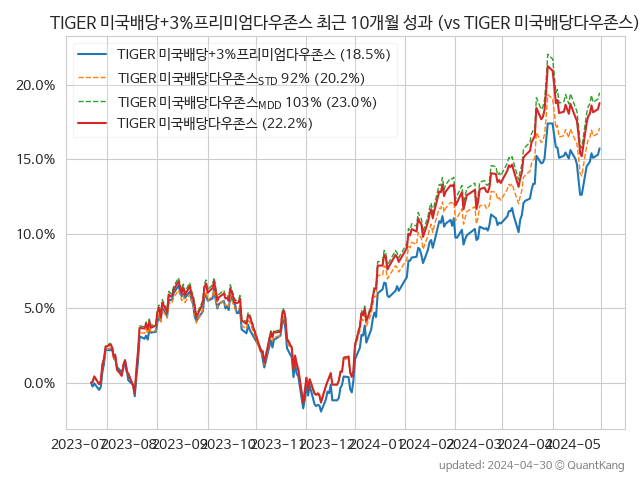 TIGER 미국배당+3%프리미엄다우존스 최근 10개월 성과 (vs TIGER 미국배당다우존스)
TIGER 미국배당+3%프리미엄다우존스 (18.5%)
TIGER 미국배당다우존스STD 92% (20.2%)
TIGER 미국배당다우존스MDD 103% (23.0%)
TIGER 미국배당다우존스 (22.2%)
20.0%
15.0%
10.0%
5.0%
0.0%
2023-07 2023-08 2023-09 2023-10 2023-11 2023-12 2024-01 2024-02 2024-03 2024-04 2024-05
updated: 2024-04-30 © QuantKang